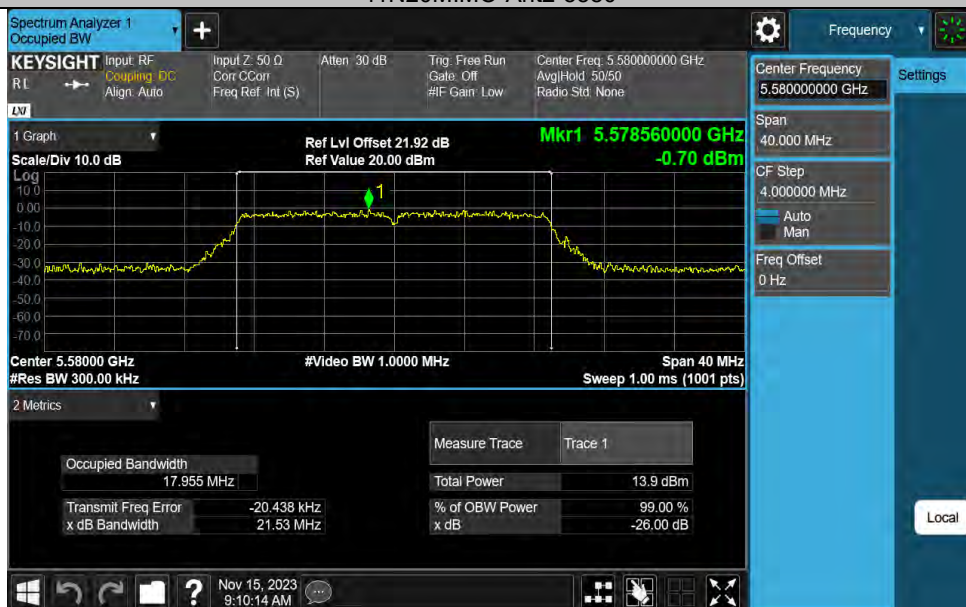 Spectrum Analyzer 1
Occupied BW
+
Frequency
KEYSIGHT
RL
LXI
Input: RF
Coupling: DC
Align: Auto
Input Z: 50 Ω
Corr CCorr
Freq Ref: Int (S)
Atten: 30 dB
Trig: Free Run
Gate: Off
#IF Gain: Low
Center Freq: 5.580000000 GHz
Avg|Hold: 50/50
Radio Std: None
Center Frequency
5.580000000 GHz
Settings
Span
40.000 MHz
CF Step
4.000000 MHz
Auto
Man
Freq Offset
0 Hz
Local
1 Graph
Scale/Div 10.0 dB
Ref Lvl Offset 21.92 dB
Ref Value 20.00 dBm
Mkr1 5.578560000 GHz
-0.70 dBm
Log
10.0
0.00
-10.0
-20.0
-30.0
-40.0
-50.0
-60.0
-70.0
1
Center 5.58000 GHz
#Video BW 1.0000 MHz
Span 40 MHz
#Res BW 300.00 kHz
Sweep 1.00 ms (1001 pts)
2 Metrics
Measure Trace Trace 1
Occupied Bandwidth
17.955 MHz
Total Power 13.9 dBm
Transmit Freq Error -20.438 kHz
% of OBW Power 99.00 %
x dB Bandwidth 21.53 MHz
x dB -26.00 dB
?
Nov 15, 2023
9:10:14 AM